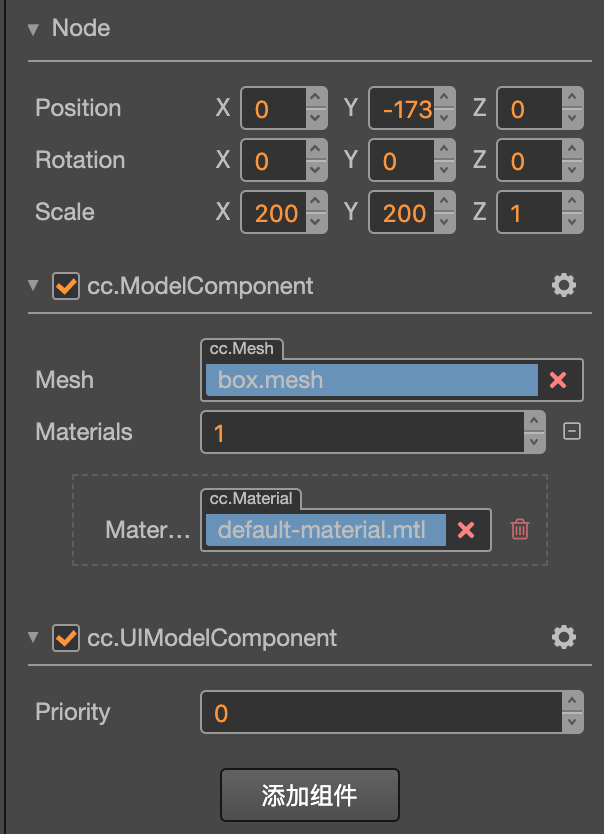 Node
Position X 0 Y -173 Z 0
Rotation X 0 Y 0 Z 0
Scale X 200 Y 200 Z 1
cc.ModelComponent
cc.Mesh
Mesh box.mesh
Materials 1
cc.Material
Mater... default-material.mtl
cc.UIModelComponent
Priority 0
添加组件